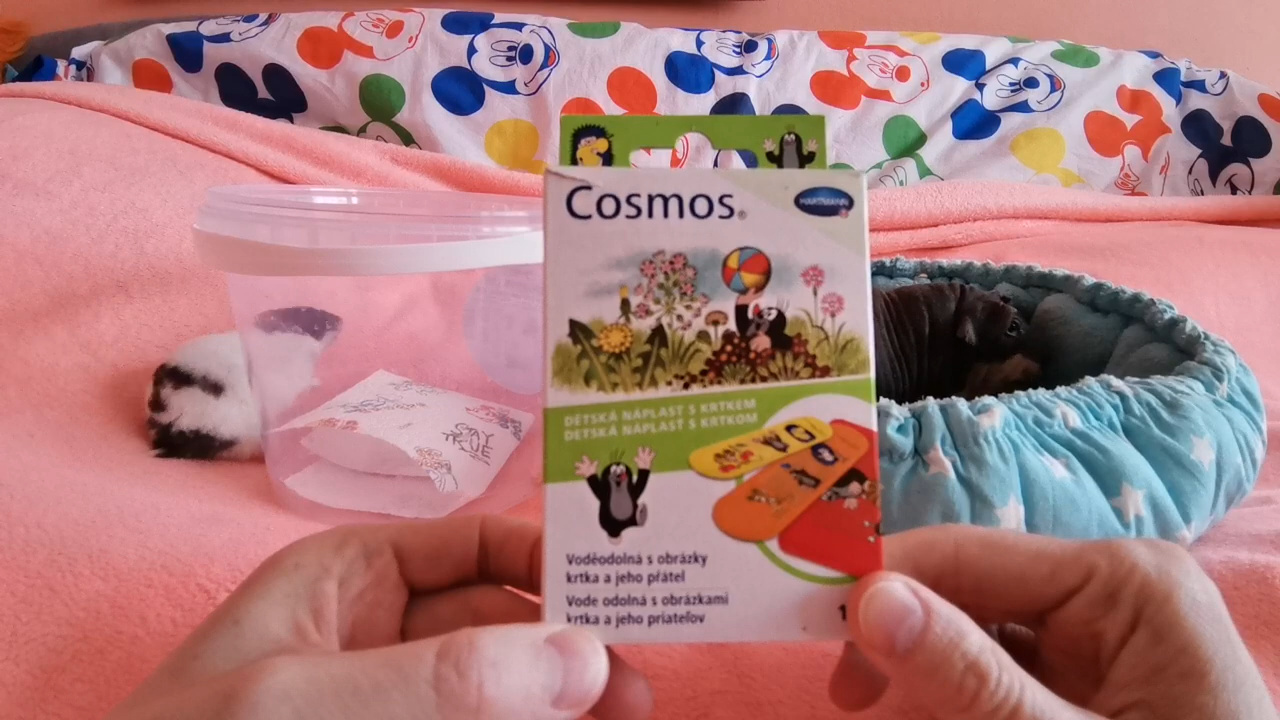 Cosmos®
HARTMANN
DĚTSKÁ NÁPLAST S KRTKEM
DETSKÁ NÁPLAST S KRTKOM
Voděodolná s obrázky
krtka a jeho přátel
Vode odolná s obrázkami
krtka a jeho priateľov